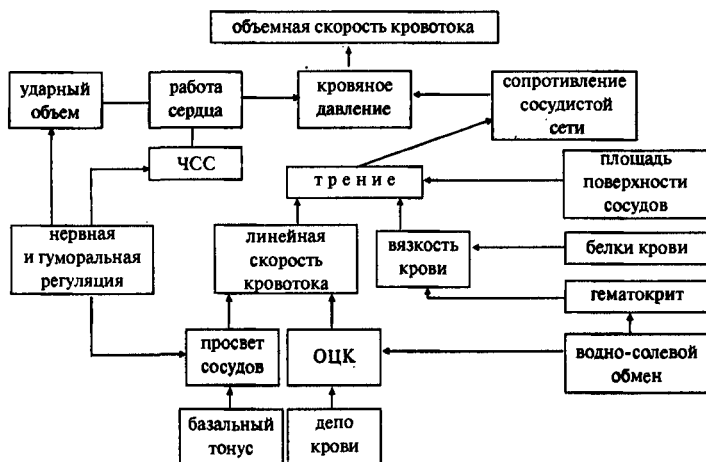 объемная скорость кровотока
ударный
объем
работа
сердца
кровяное
давление
сопротивление
сосудистой
сети
ЧСС
трение
площадь
поверхности
сосудов
нервная
и гуморальная
регуляция
линейная
скорость
кровотока
вязкость
крови
белки крови
гематокрит
просвет
сосудов
ОЦК
водно-солевой
обмен
базальный
тонус
депо
крови